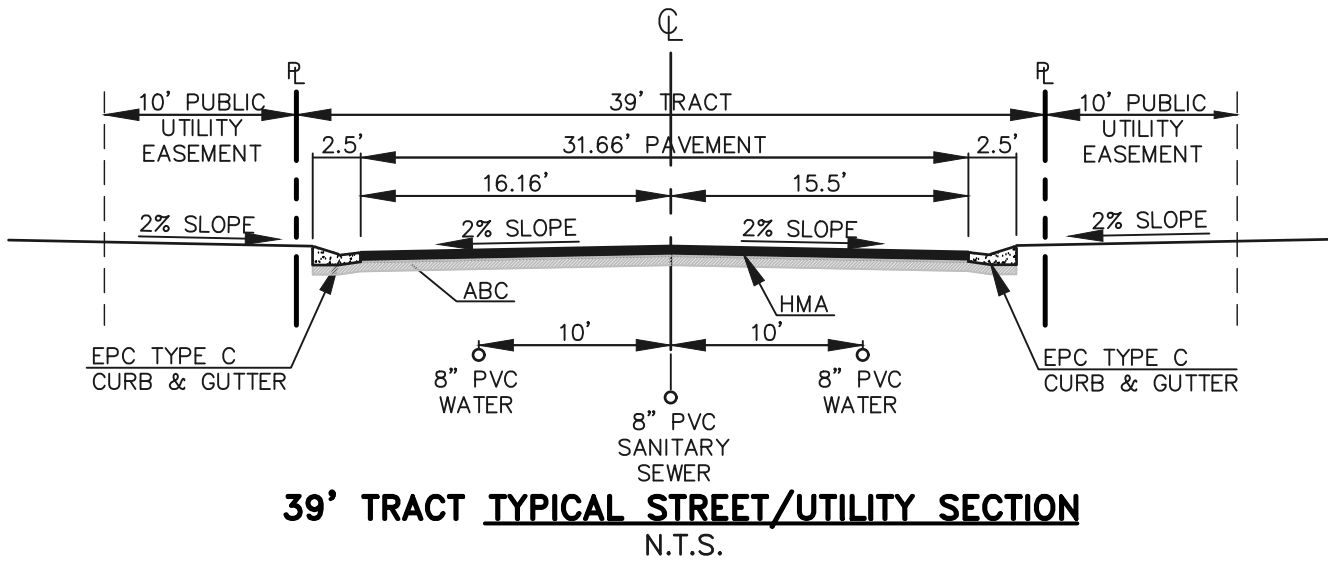 ℄
℄
℄
10' PUBLIC
UTILITY
EASEMENT
39' TRACT
10' PUBLIC
UTILITY
EASEMENT
2.5'
31.66' PAVEMENT
2.5'
16.16'
15.5'
2% SLOPE
2% SLOPE
2% SLOPE
2% SLOPE
ABC
HMA
10'
10'
EPC TYPE C
CURB & GUTTER
8" PVC
WATER
8" PVC
SANITARY
SEWER
8" PVC
WATER
EPC TYPE C
CURB & GUTTER
39' TRACT TYPICAL STREET/UTILITY SECTION
N.T.S.